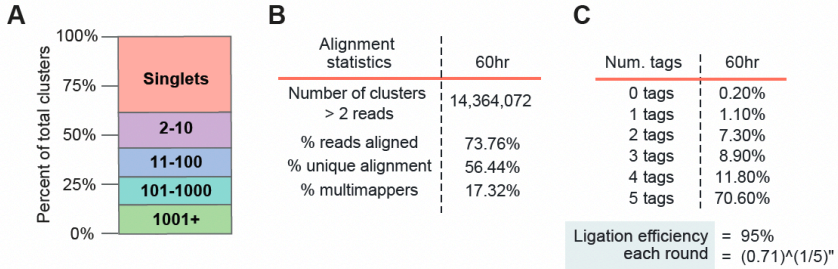 A
Percent of total clusters
100%
75%
50%
25%
0%
Singlets
2-10
11-100
101-1000
1001+
B
Alignment
statistics 60hr
Number of clusters
> 2 reads 14,364,072
% reads aligned 73.76%
% unique alignment 56.44%
% multimappers 17.32%
C
Num. tags 60hr
0 tags 0.20%
1 tags 1.10%
2 tags 7.30%
3 tags 8.90%
4 tags 11.80%
5 tags 70.60%
Ligation efficiency = 95%
each round = (0.71)^(1/5)"